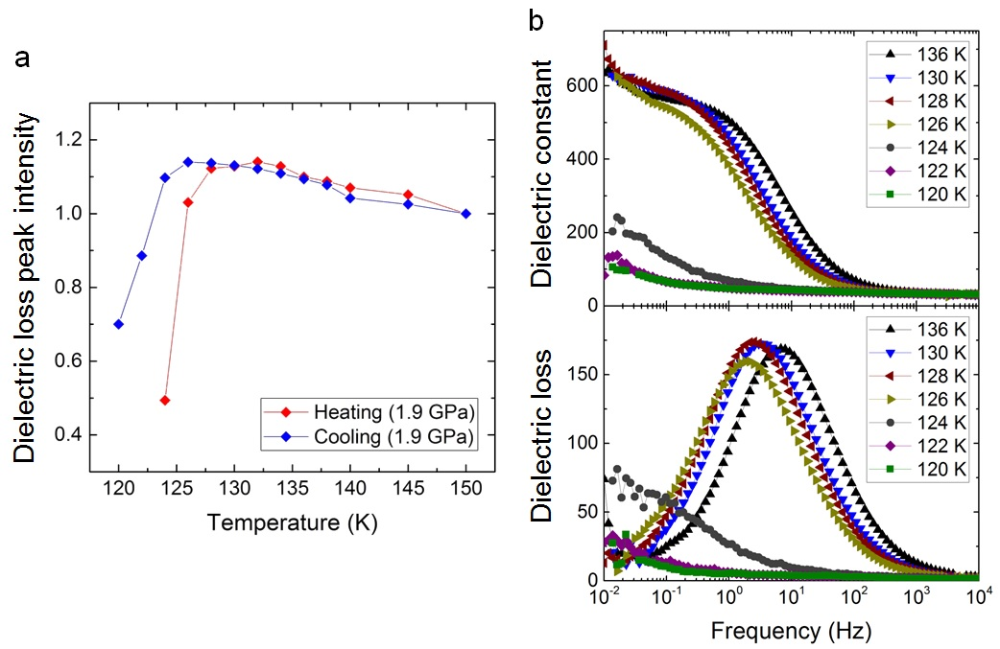 a
Dielectric loss peak intensity
1.2
1.0
0.8
0.6
0.4
Heating (1.9 GPa)
Cooling (1.9 GPa)
120 125 130 135 140 145 150
Temperature (K)
b
Dielectric constant
600
400
200
0
136 K
130 K
128 K
126 K
124 K
122 K
120 K
Dielectric loss
150
100
50
0
136 K
130 K
128 K
126 K
124 K
122 K
120 K
10⁻² 10⁻¹ 10⁰ 10¹ 10² 10³ 10⁴
Frequency (Hz)